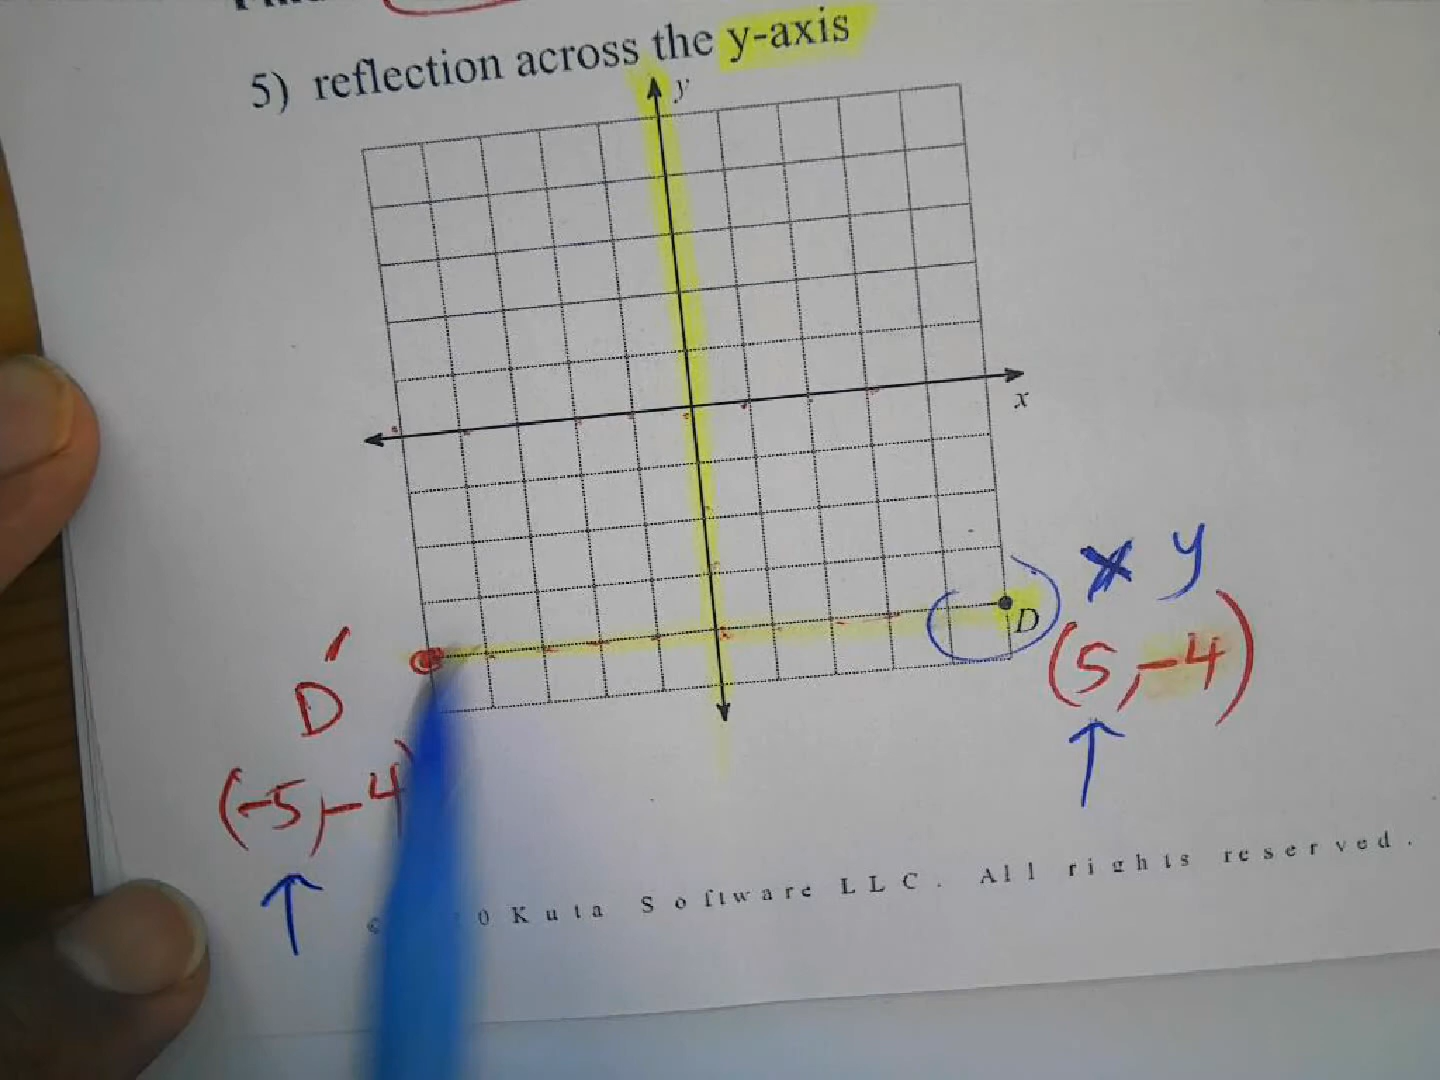 5) reflection across the y-axis
y
x
x y
D
(5,-4)
D'
(-5,-4)
0 Kuta Software LLC. All rights reserved.